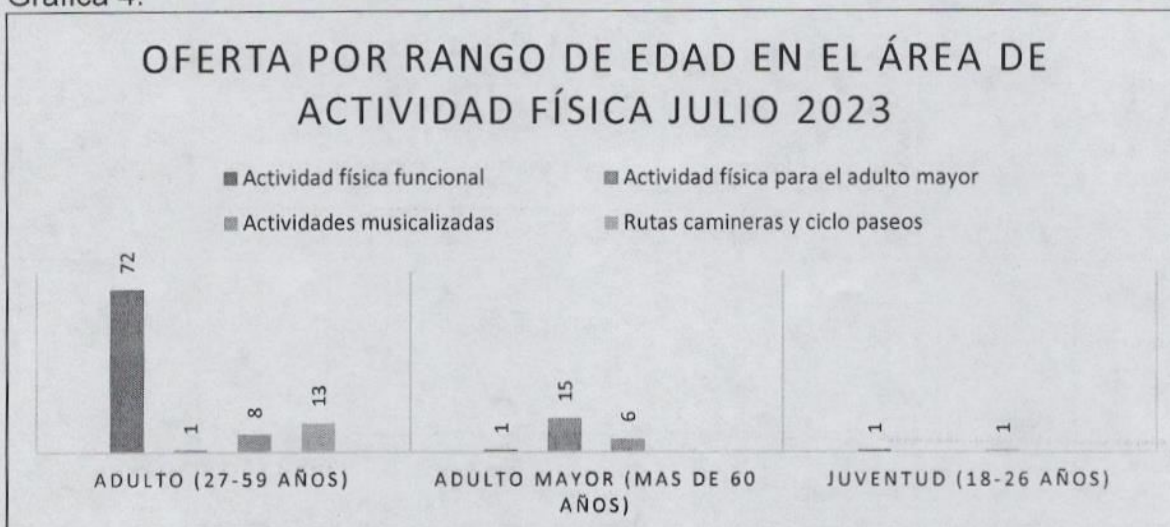 Gráfica 4.
OFERTA POR RANGO DE EDAD EN EL ÁREA DE
ACTIVIDAD FÍSICA JULIO 2023
Actividad física funcional
Actividad física para el adulto mayor
Actividades musicalizadas
Rutas camineras y ciclo paseos
72
1
8
13
1
15
6
1
1
ADULTO (27-59 AÑOS)
ADULTO MAYOR (MAS DE 60
AÑOS)
JUVENTUD (18-26 AÑOS)